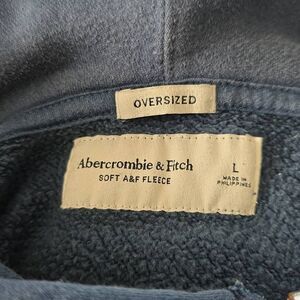 OVERSIZED
Abercrombie & Fitch
SOFT A&F FLEECE
L
MADE IN
PHILIPPINES